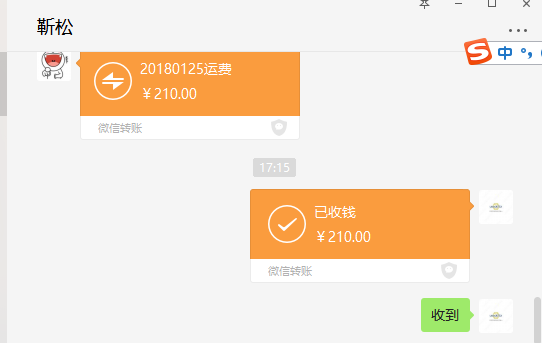 靳松
中
20180125运费
￥210.00
微信转账
17:15
已收钱
￥210.00
微信转账
收到